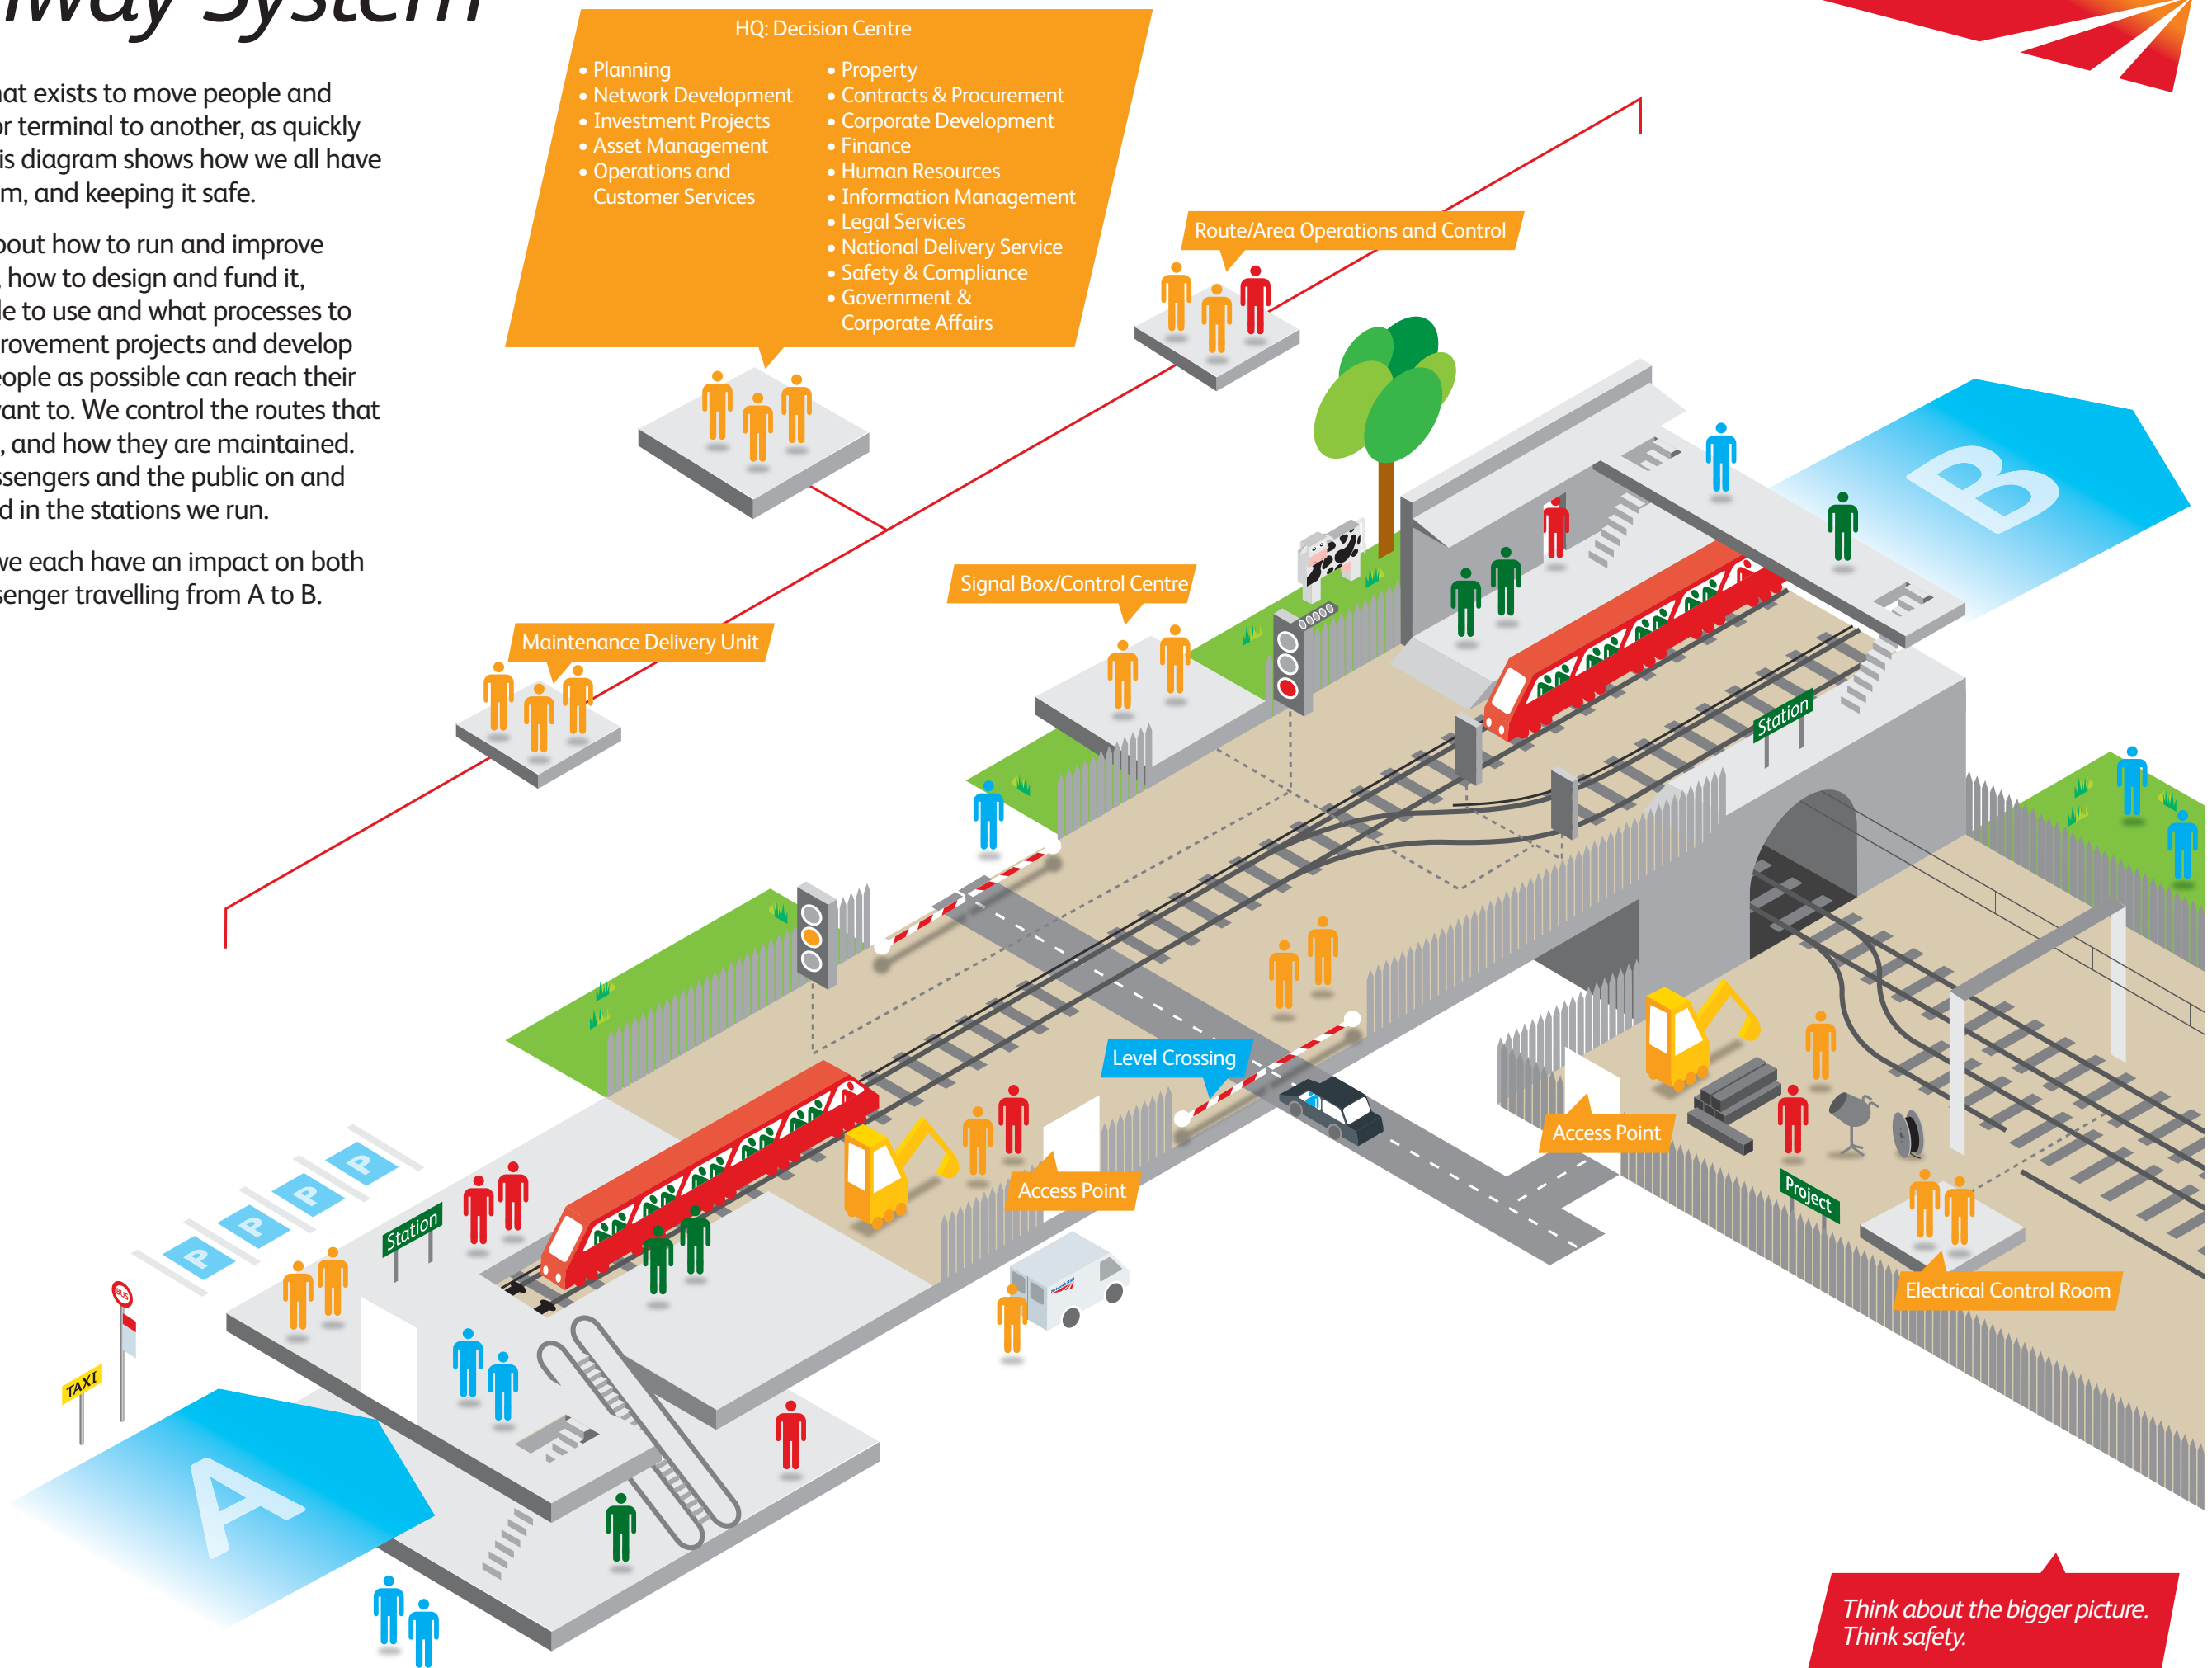 System
at exists to move people and
or terminal to another, as quickly
is diagram shows how we all have
m, and keeping it safe.
bout how to run and improve
, how to design and fund it,
le to use and what processes to
rovement projects and develop
eople as possible can reach their
vant to. We control the routes that
, and how they are maintained.
ssengers and the public on and
d in the stations we run.
we each have an impact on both
senger travelling from A to B.
HQ: Decision Centre
• Planning
• Network Development
• Investment Projects
• Asset Management
• Operations and
Customer Services
• Property
• Contracts & Procurement
• Corporate Development
• Finance
• Human Resources
• Information Management
• Legal Services
• National Delivery Service
• Safety & Compliance
• Government &
Corporate Affairs
Route/Area Operations and Control
Signal Box/Control Centre
Maintenance Delivery Unit
B
Station
Level Crossing
Access Point
Access Point
Project
Electrical Control Room
P
P
P
P
Station
BUS
TAXI
A
Network Rail
Think about the bigger picture.
Think safety.